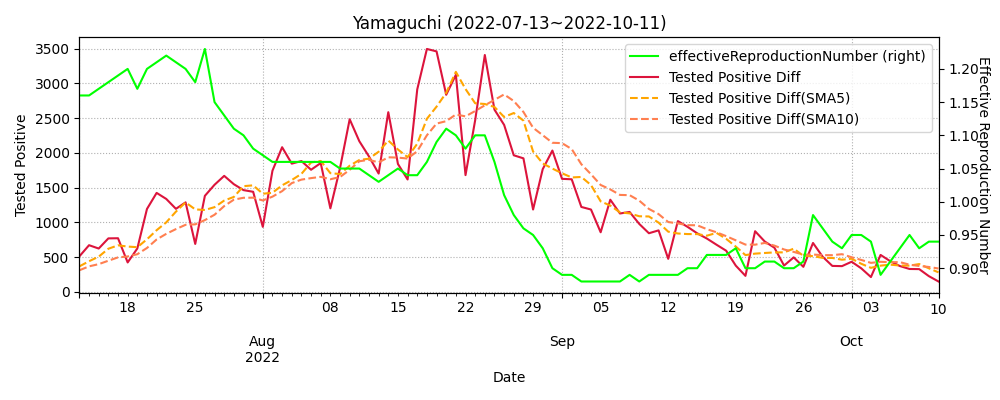 Yamaguchi (2022-07-13~2022-10-11)
effectiveReproductionNumber (right)
Tested Positive Diff
Tested Positive Diff(SMA5)
Tested Positive Diff(SMA10)
Tested Positive
3500
3000
2500
2000
1500
1000
500
0
1.20
1.15
1.10
1.05
1.00
0.95
0.90
Effective Reproduction Number
18 25 08 15 22 29 05 12 19 26 03 10
Aug Sep Oct
2022
Date